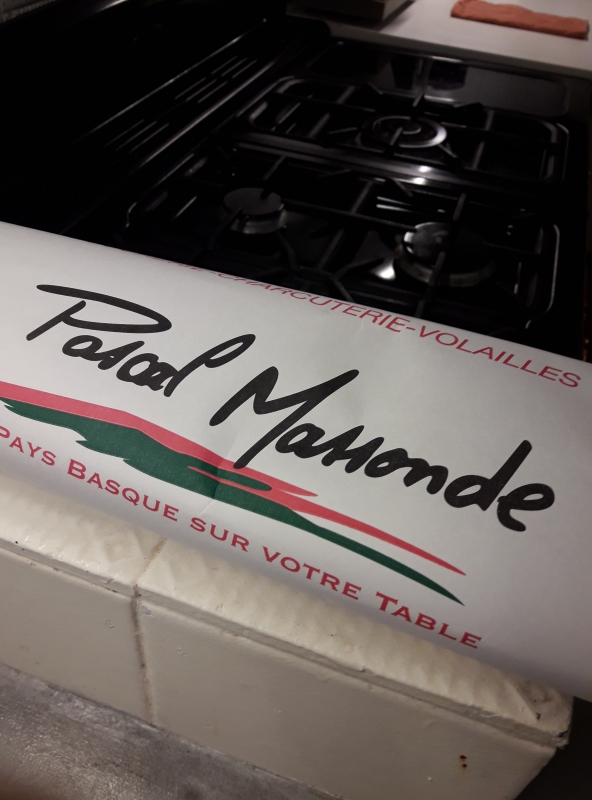 CHARCUTERIE-VOLAILLES
Pascal Massonde
PAYS BASQUE SUR VOTRE TABLE